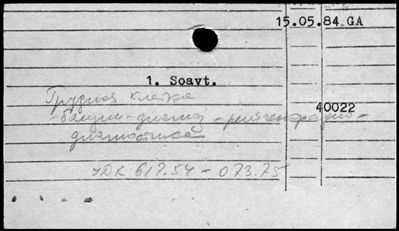 15.05.84 GA
1. Soavt.
Грудная клетка
40022
диагностика
УДК 617.54-073.75